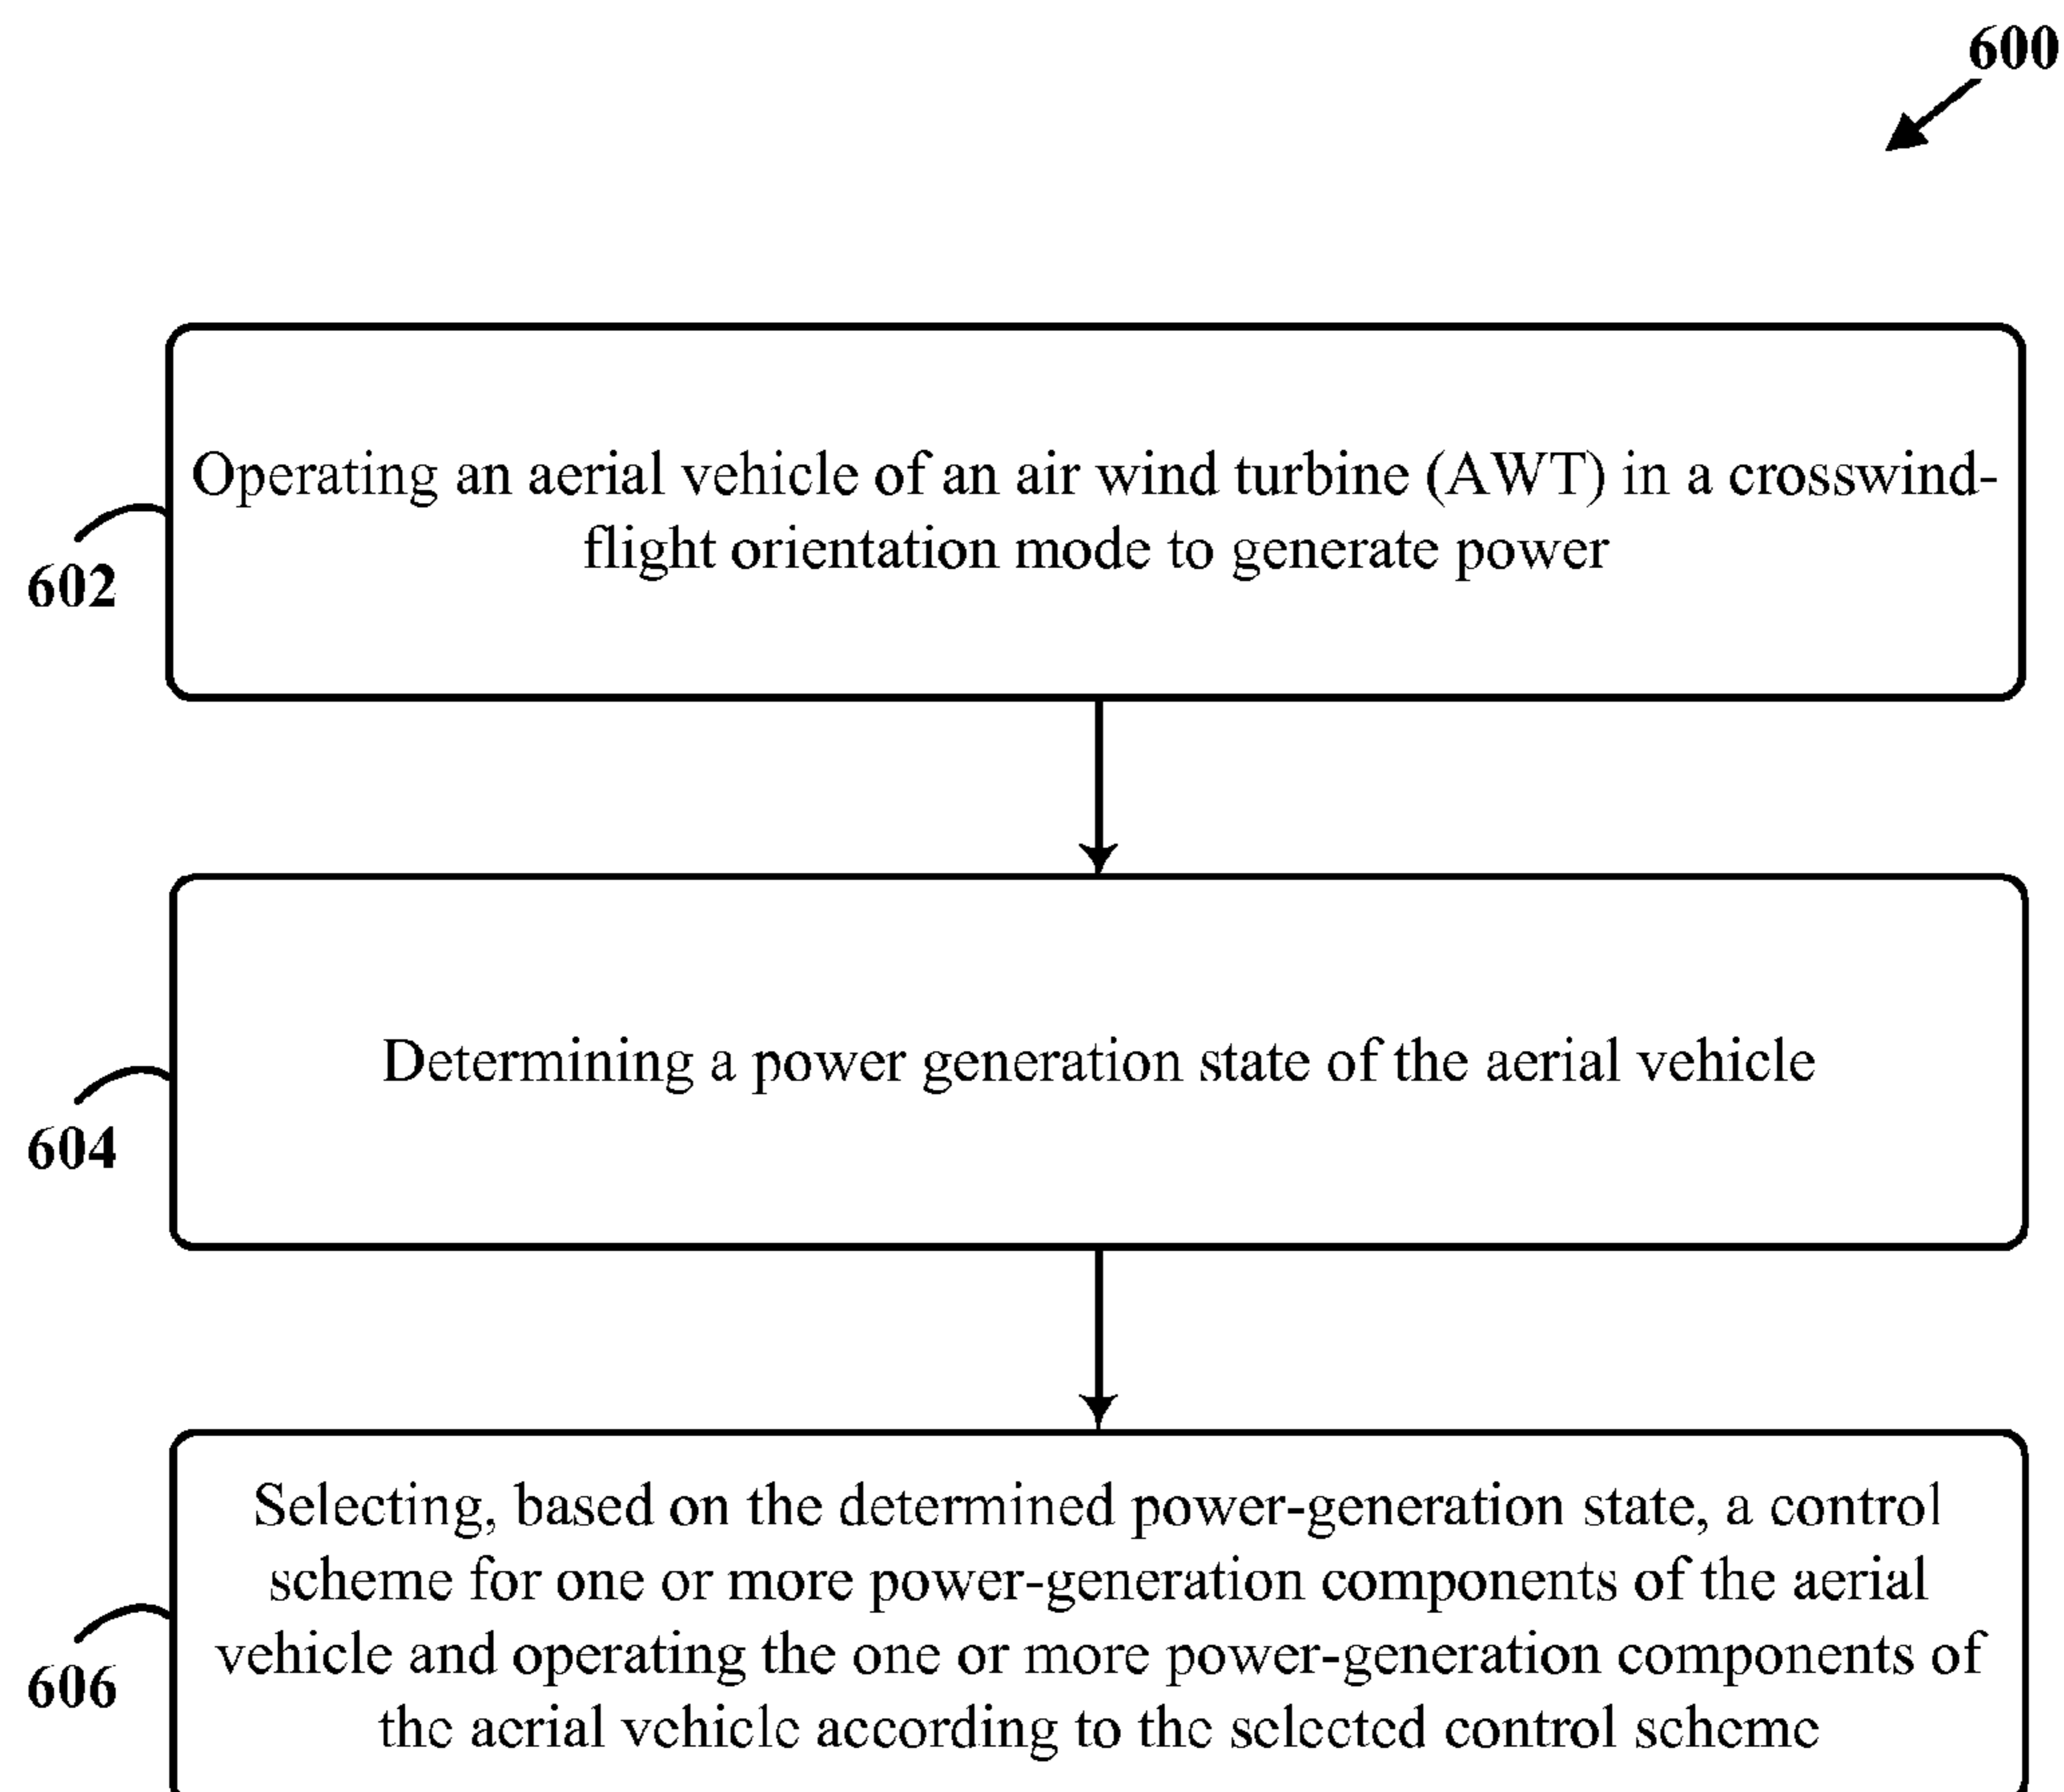 600
Operating an aerial vehicle of an air wind turbine (AWT) in a crosswind-
flight orientation mode to generate power
602
Determining a power generation state of the aerial vehicle
604
Selecting, based on the determined power-generation state, a control
scheme for one or more power-generation components of the aerial
vehicle and operating the one or more power-generation components of
the aerial vehicle according to the selected control scheme
606